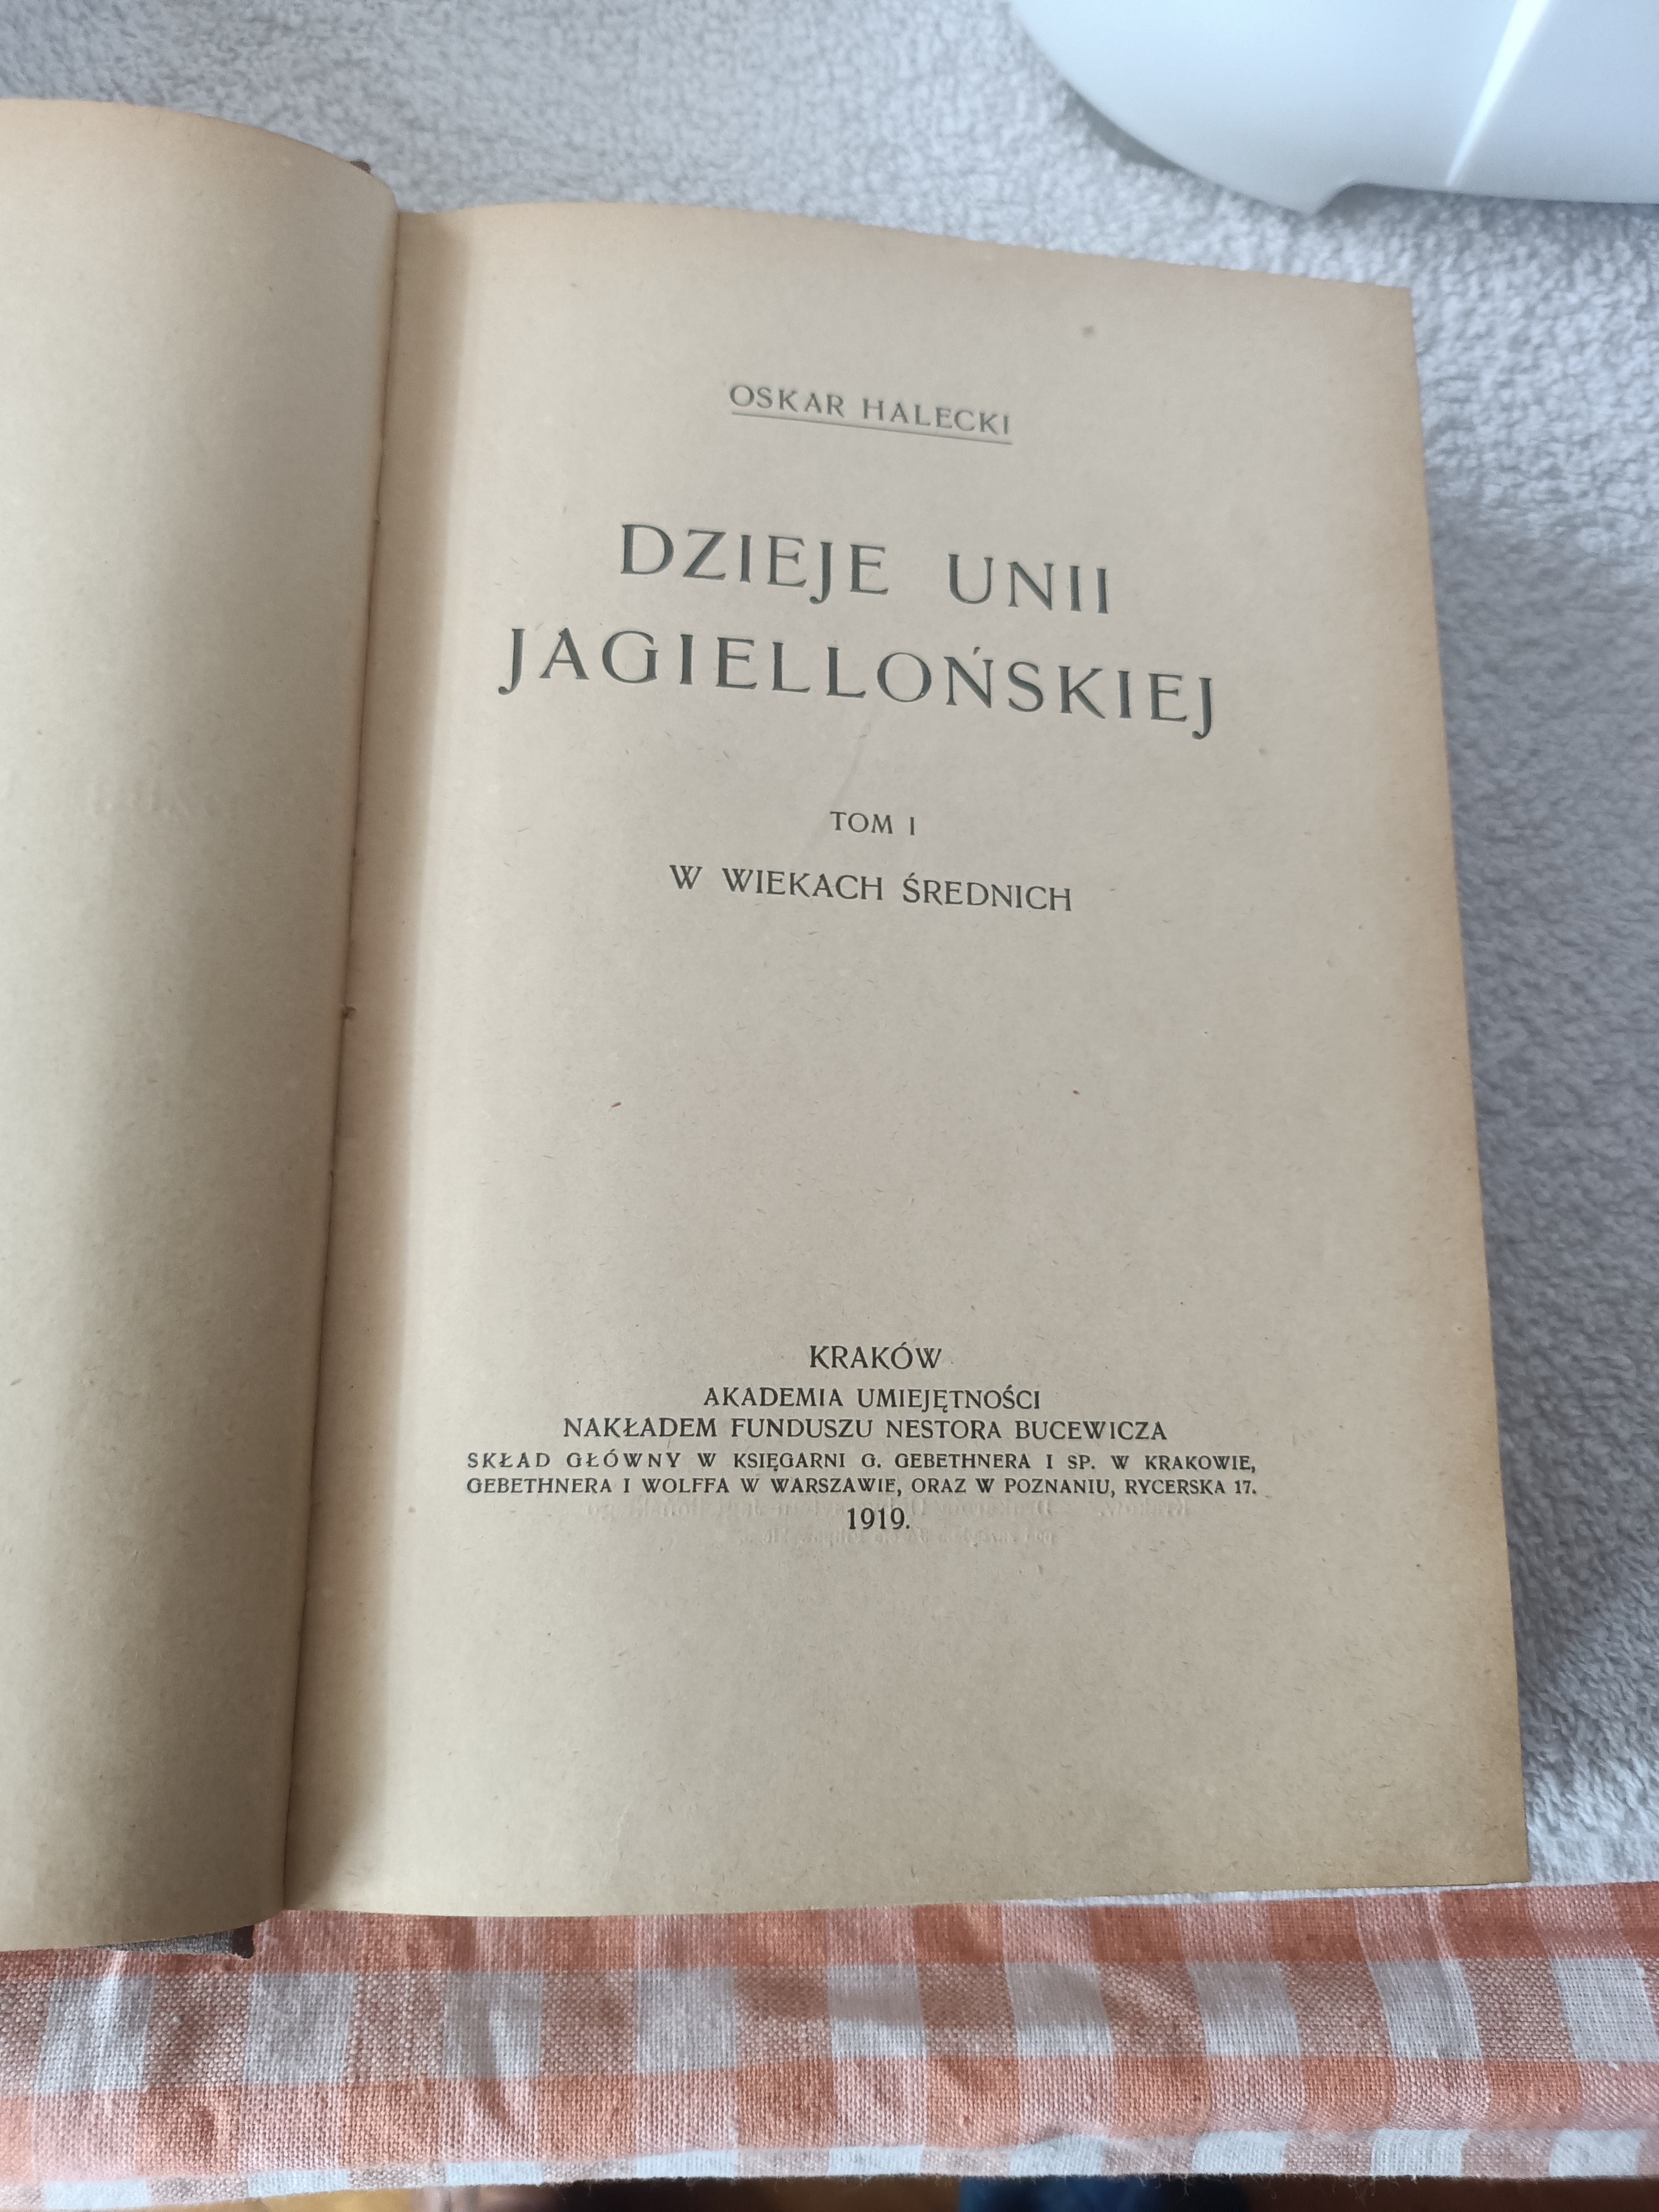 OSKAR HALECKI
DZIEJE UNII
JAGIELLOŃSKIEJ
TOM I
W WIEKACH ŚREDNICH
KRAKÓW
AKADEMIA UMIEJĘTNOŚCI
NAKŁADEM FUNDUSZU NESTORA BUCEWICZA
SKŁAD GŁÓWNY W KSIĘGARNI G. GEBETHNERA I SP. W KRAKOWIE,
GEBETHNERA I WOLFFA W WARSZAWIE, ORAZ W POZNANIU, RYCERSKA 17.
1919.